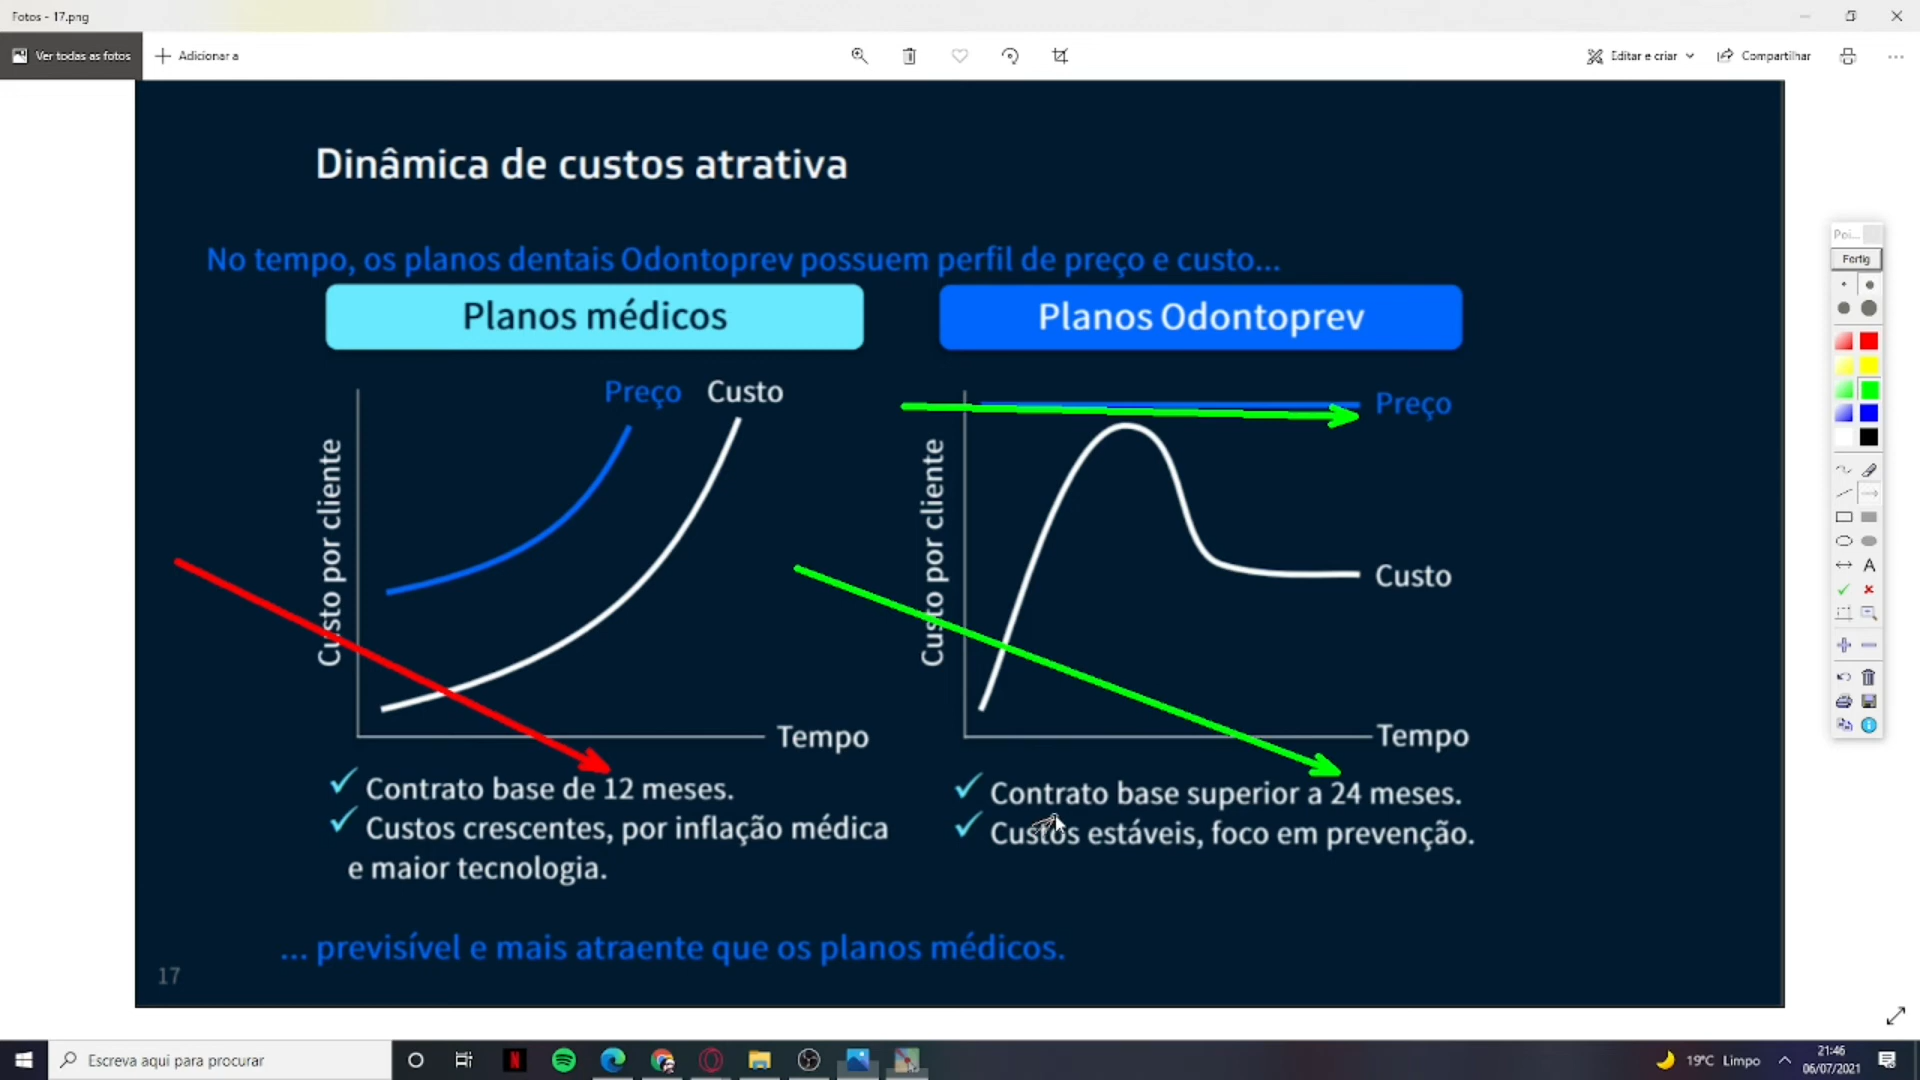 Fotos - 17.png
Ver todas as fotos
Adicionar a
Editar e criar
Compartilhar
Dinâmica de custos atrativa
No tempo, os planos dentais Odontoprev possuem perfil de preço e custo...
Planos médicos
Planos Odontoprev
Preço Custo
Custo por cliente
Tempo
Preço
Custo por cliente
Custo
Tempo
✓ Contrato base de 12 meses.
✓ Custos crescentes, por inflação médica
e maior tecnologia.
✓ Contrato base superior a 24 meses.
✓ Custos estáveis, foco em prevenção.
... previsível e mais atraente que os planos médicos.
17
Poi...
Fertig
A
Escreva aqui para procurar
19°C Limpo
21:46
06/07/2021